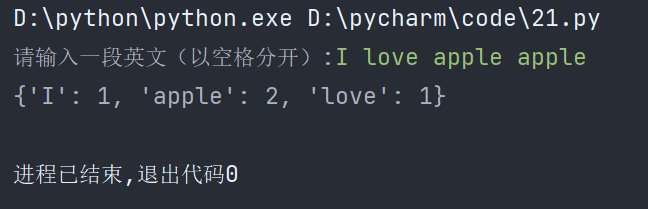 D:\python\python.exe D:\pycharm\code\21.py
请输入一段英文（以空格分开）:I love apple apple
{'I': 1, 'apple': 2, 'love': 1}
进程已结束,退出代码0